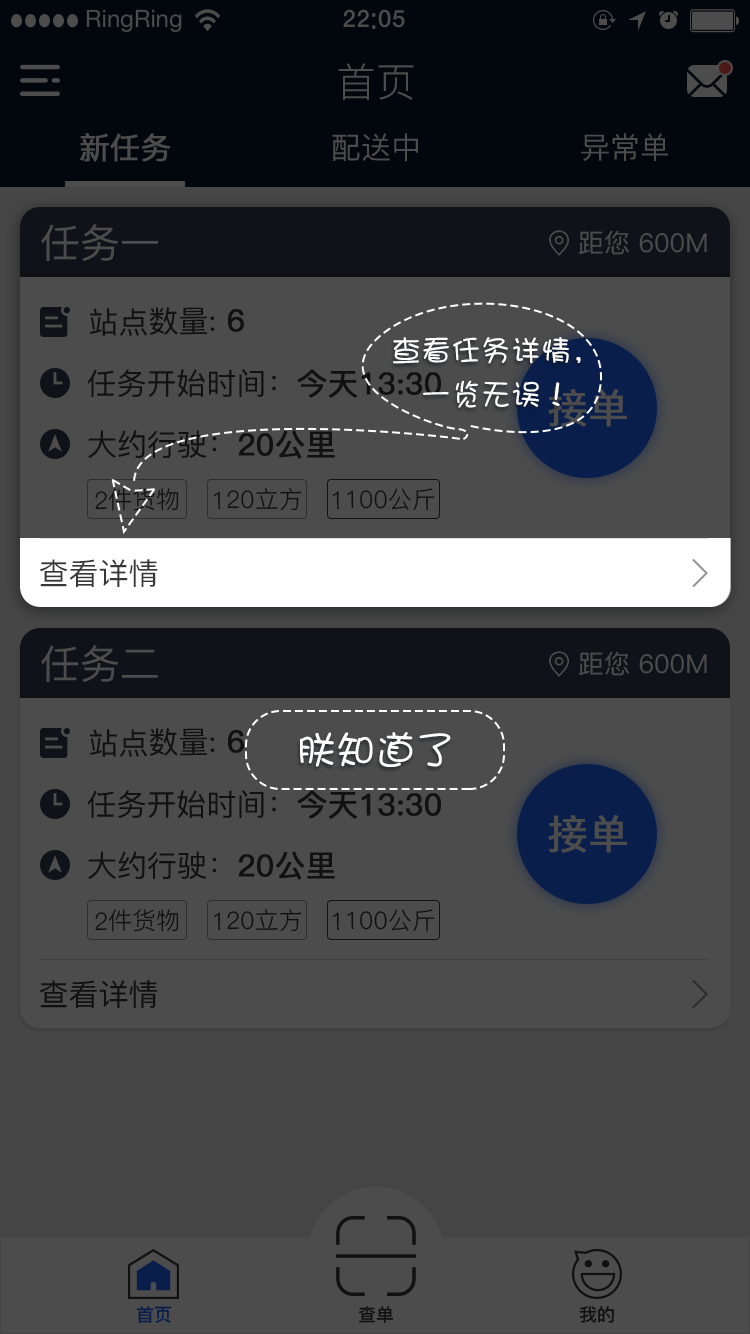 RingRing 22:05
首页
新任务 配送中 异常单
任务一 距您 600M
站点数量: 6
查看任务详情,
任务开始时间： 今天13:30
一览无误！
接单
大约行驶： 20公里
2件货物 120立方 1100公斤
查看详情
任务二 距您 600M
站点数量: 6
朕知道了
任务开始时间： 今天13:30
接单
大约行驶： 20公里
2件货物 120立方 1100公斤
查看详情
首页 查单 我的